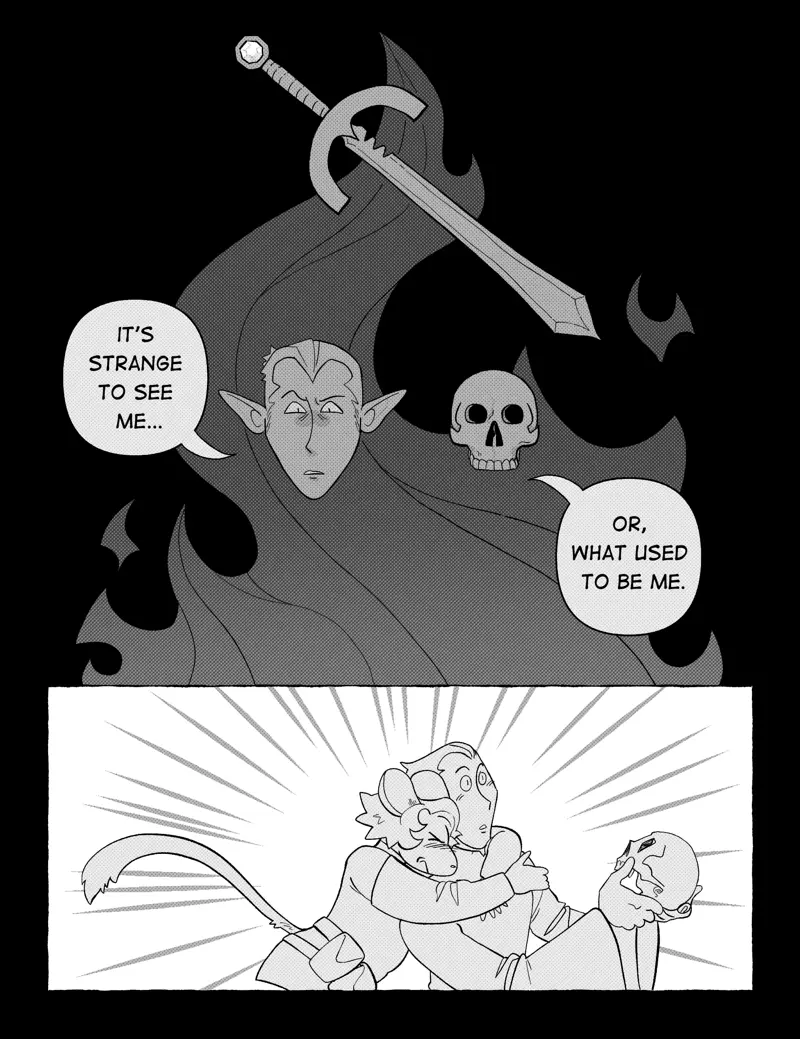 IT'S
STRANGE
TO SEE
ME...
OR,
WHAT USED
TO BE ME.